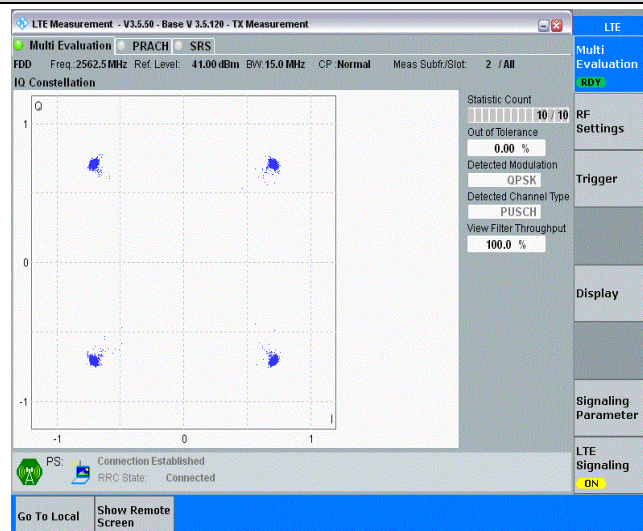 LTE Measurement - V3.5.50 - Base V 3.5.120 - TX Measurement
LTE
Multi Evaluation PRACH SRS
FDD Freq.:2562.5 MHz Ref. Level: 41.00 dBm BW:15.0 MHz CP :Normal Meas Subfr./Slot: 2 / All
IQ Constellation
Q
1
0
-1
I
-1 0 1
Statistic Count
10 / 10
Out of Tolerance
0.00 %
Detected Modulation
QPSK
Detected Channel Type
PUSCH
View Filter Throughput
100.0 %
PS: Connection Established
RRC State: Connected
Multi
Evaluation
RDY
RF
Settings
Trigger
Display
Signaling
Parameter
LTE
Signaling
ON
Go To Local
Show Remote
Screen